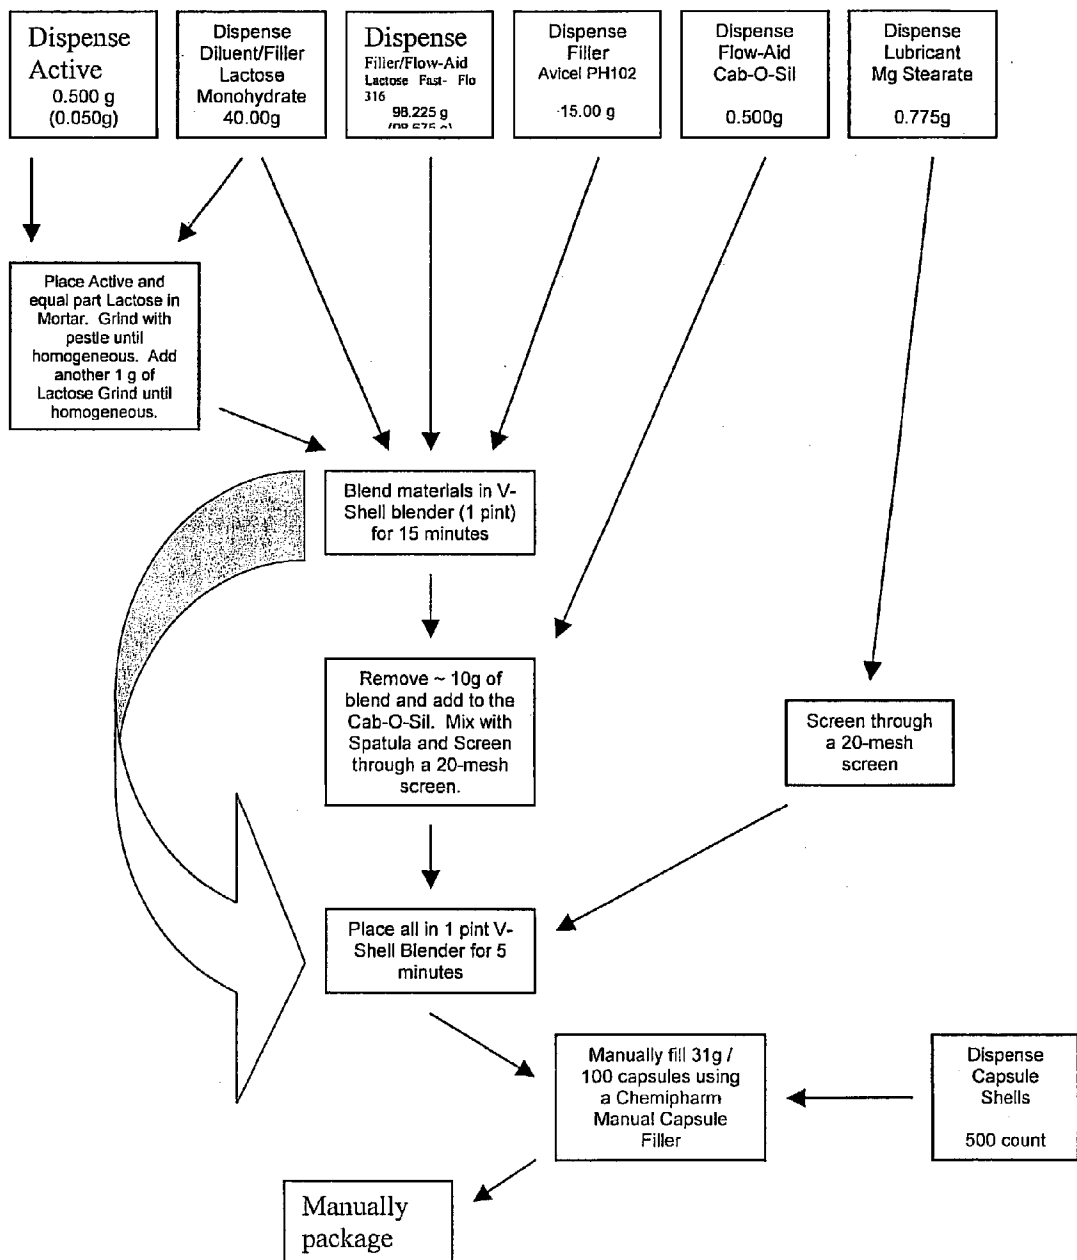 Dispense
Active
0.500 g
(0.050g)
Dispense
Diluent/Filler
Lactose
Monohydrate
40.00g
Dispense
Filler/Flow-Aid
Lactose Fast- Flo
316
98.225 g
Dispense
Filler
Avicel PH102
15.00 g
Dispense
Flow-Aid
Cab-O-Sil
0.500g
Dispense
Lubricant
Mg Stearate
0.775g
Place Active and
equal part Lactose in
Mortar. Grind with
pestle until
homogeneous. Add
another 1 g of
Lactose Grind until
homogeneous.
Blend materials in V-
Shell blender (1 pint)
for 15 minutes
Remove ~ 10g of
blend and add to the
Cab-O-Sil. Mix with
Spatula and Screen
through a 20-mesh
screen.
Screen through
a 20-mesh
screen
Place all in 1 pint V-
Shell Blender for 5
minutes
Manually fill 31g /
100 capsules using
a Chemipharm
Manual Capsule
Filler
Dispense
Capsule
Shells
500 count
Manually
package